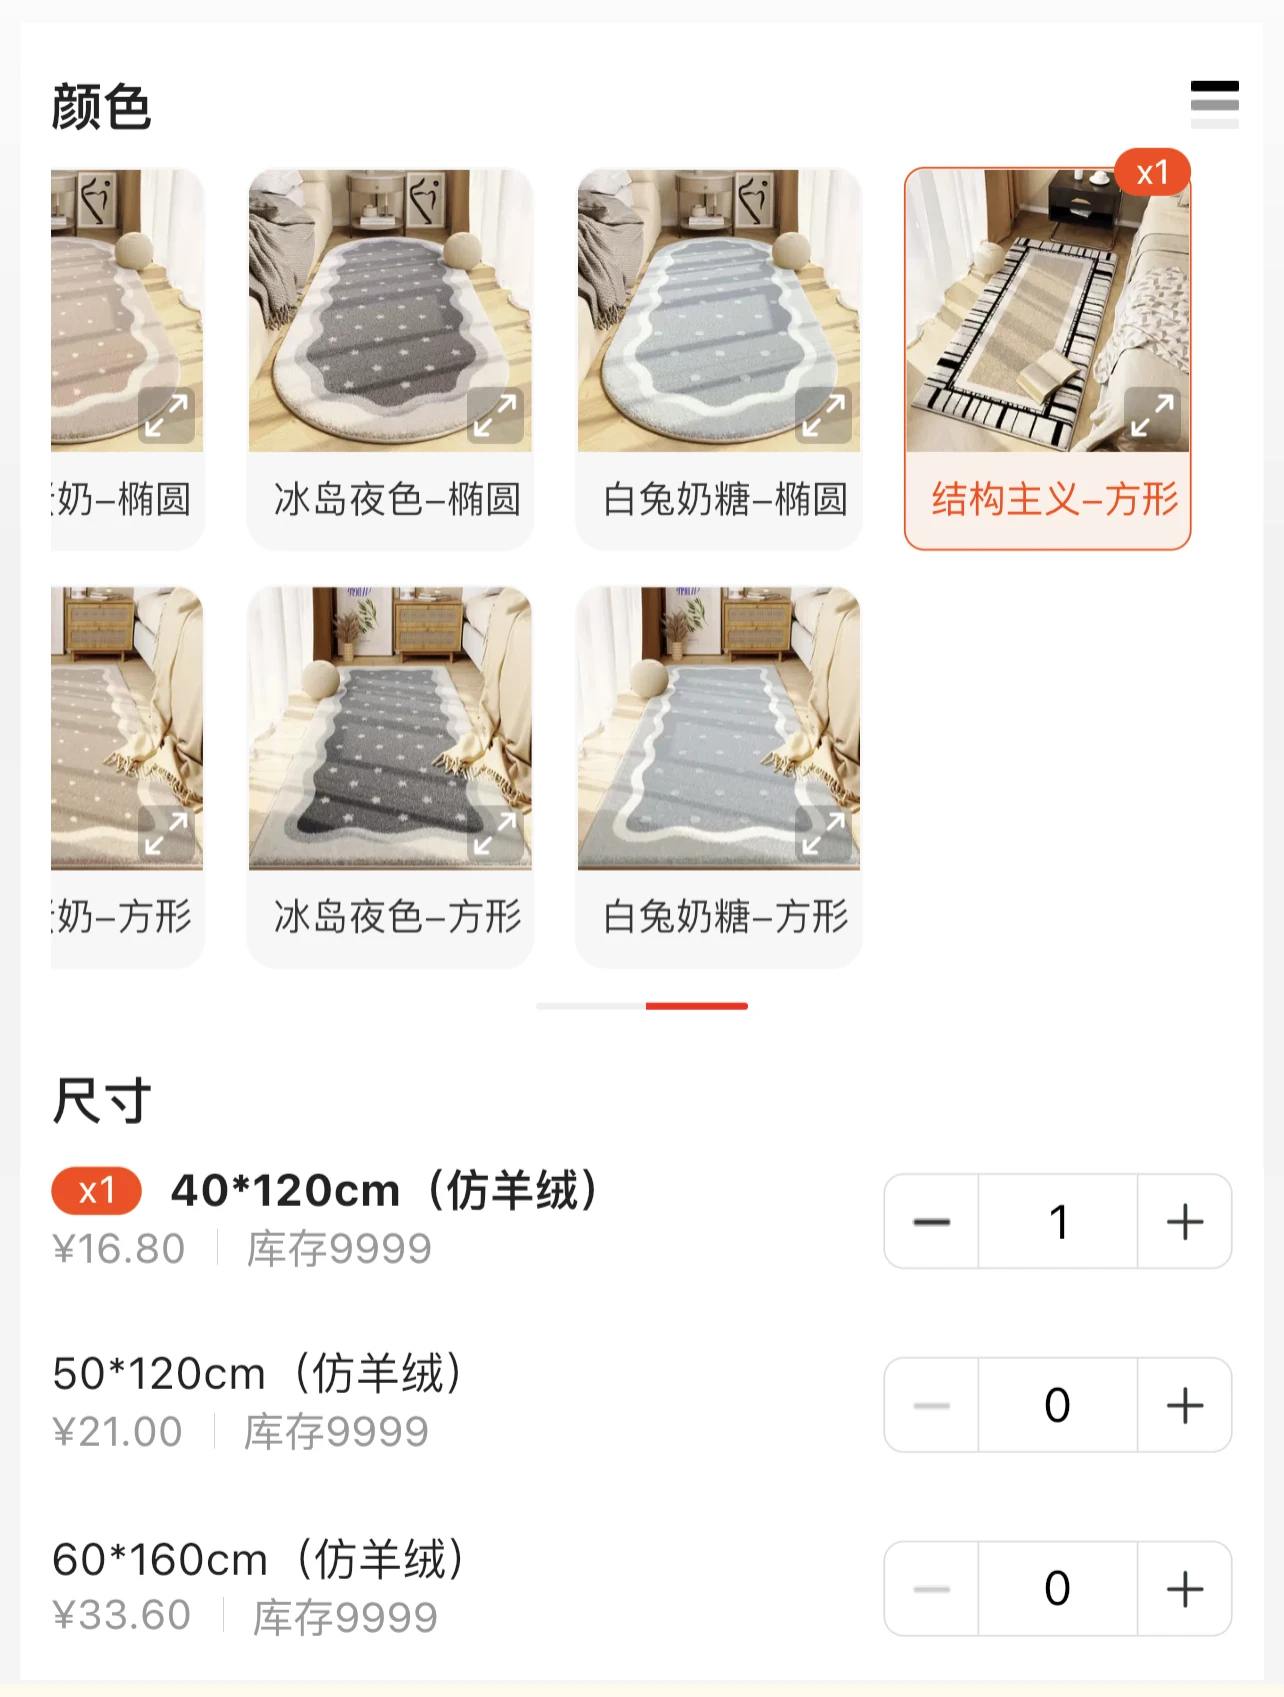 颜色
x1
奶–椭圆
冰岛夜色–椭圆
白兔奶糖–椭圆
结构主义–方形
奶–方形
冰岛夜色–方形
白兔奶糖–方形
尺寸
x1 40*120cm（仿羊绒）
¥16.80 库存9999
1
50*120cm（仿羊绒）
¥21.00 库存9999
0
60*160cm（仿羊绒）
¥33.60 库存9999
0